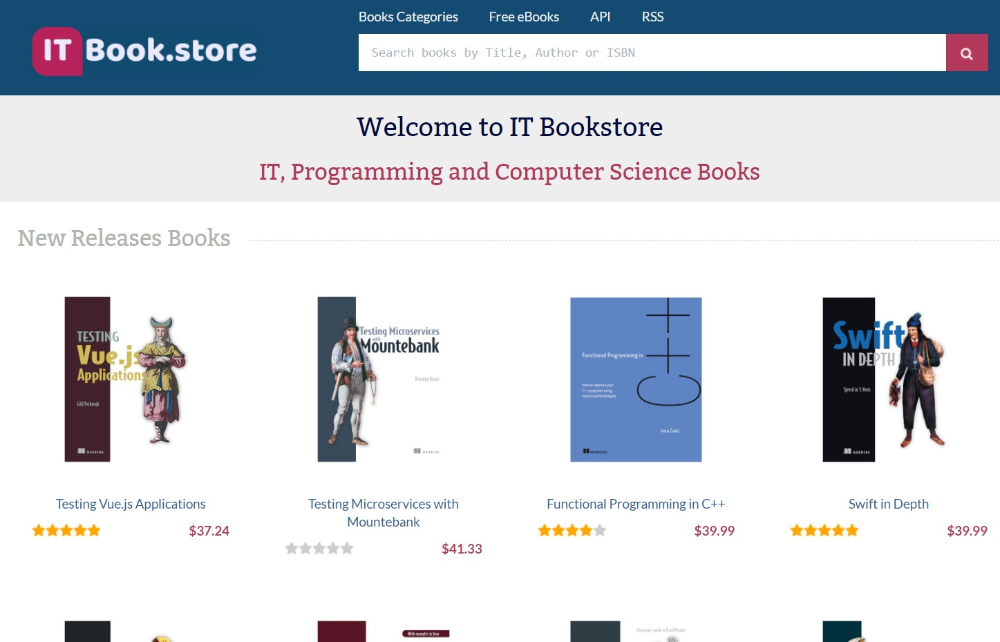 Books Categories Free eBooks API RSS
IT Book.store
Search books by Title, Author or ISBN
Welcome to IT Bookstore
IT, Programming and Computer Science Books
New Releases Books
TESTING
Vue.js
Applications
Edd Yerburgh
MANNING
Testing Microservices
with
Mountebank
Brandon Byars
MANNING
Functional Programming in
How to improve your
C++ programs using
functional techniques
Ivan Čukić
MANNING
Swift
IN DEPTH
Tjeerd in 't Veen
MANNING
Testing Vue.js Applications
$37.24
Testing Microservices with
Mountebank
$41.33
Functional Programming in C++
$39.99
Swift in Depth
$39.99
With examples in Java